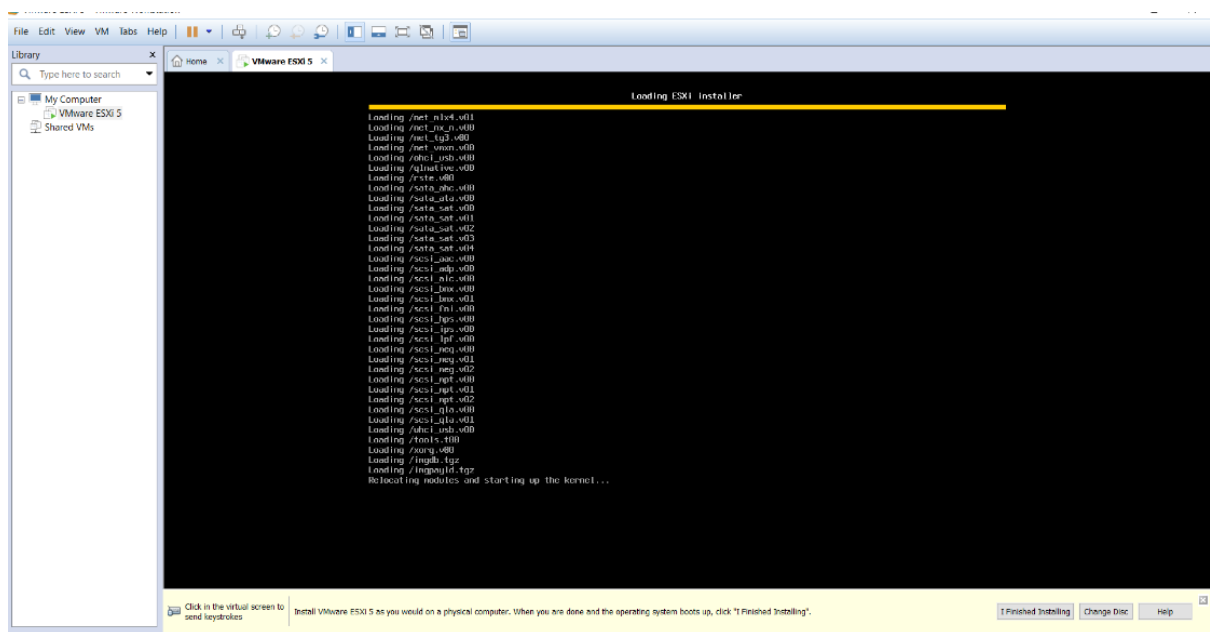 File Edit View VM Tabs Help
Library x
Home × VMware ESXi 5 ×
Type here to search
My Computer
VMware ESXi 5
Shared VMs
Loading ESXi installer
Loading /net_mlx4.v01
Loading /net_nx_n.v00
Loading /net_tg3.v00
Loading /net_vmxn.v00
Loading /ohci_usb.v00
Loading /qlnative.v00
Loading /rste.v00
Loading /sata_ahc.v00
Loading /sata_ata.v00
Loading /sata_sat.v00
Loading /sata_sat.v01
Loading /sata_sat.v02
Loading /sata_sat.v03
Loading /sata_sat.v04
Loading /scsi_aac.v00
Loading /scsi_adp.v00
Loading /scsi_aic.v00
Loading /scsi_bnx.v00
Loading /scsi_bnx.v01
Loading /scsi_fni.v00
Loading /scsi_hps.v00
Loading /scsi_ips.v00
Loading /scsi_lpf.v00
Loading /scsi_meg.v00
Loading /scsi_meg.v01
Loading /scsi_meg.v02
Loading /scsi_mpt.v00
Loading /scsi_mpt.v01
Loading /scsi_mpt.v02
Loading /scsi_qla.v00
Loading /scsi_qla.v01
Loading /uhci_usb.v00
Loading /tools.t00
Loading /xorg.v00
Loading /imgdb.tgz
Loading /imgpayld.tgz
Relocating modules and starting up the kernel...
Click in the virtual screen to
send keystrokes
Install VMware ESXi 5 as you would on a physical computer. When you are done and the operating system boots up, click "I Finished Installing".
I Finished Installing Change Disc Help